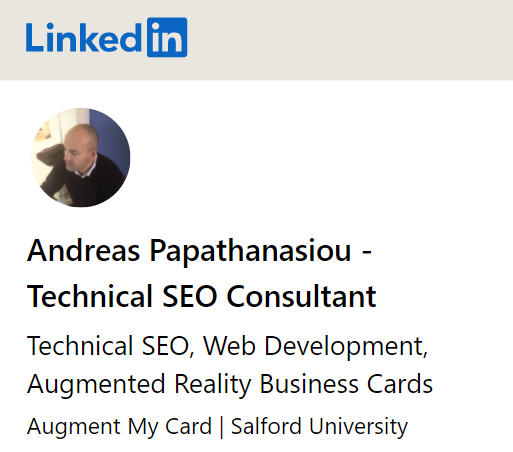 Linkedin
Andreas Papathanasiou -
Technical SEO Consultant
Technical SEO, Web Development,
Augmented Reality Business Cards
Augment My Card | Salford University